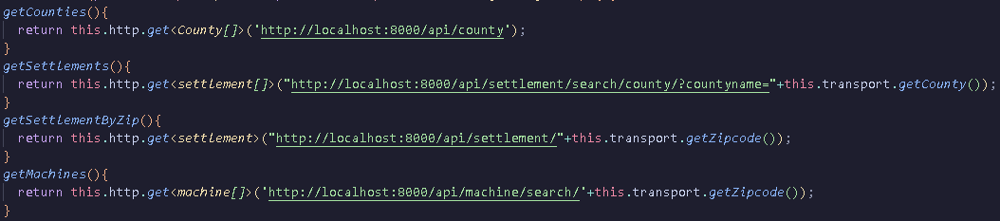 getCounties(){
return this.http.get<County[]>('http://localhost:8000/api/county');
}
getSettlements(){
return this.http.get<settlement[]>("http://localhost:8000/api/settlement/search/county/?countyname="+this.transport.getCounty());
}
getSettlementByZip(){
return this.http.get<settlement>("http://localhost:8000/api/settlement/"+this.transport.getZipcode());
}
getMachines(){
return this.http.get<machine[]>('http://localhost:8000/api/machine/search/'+this.transport.getZipcode());
}